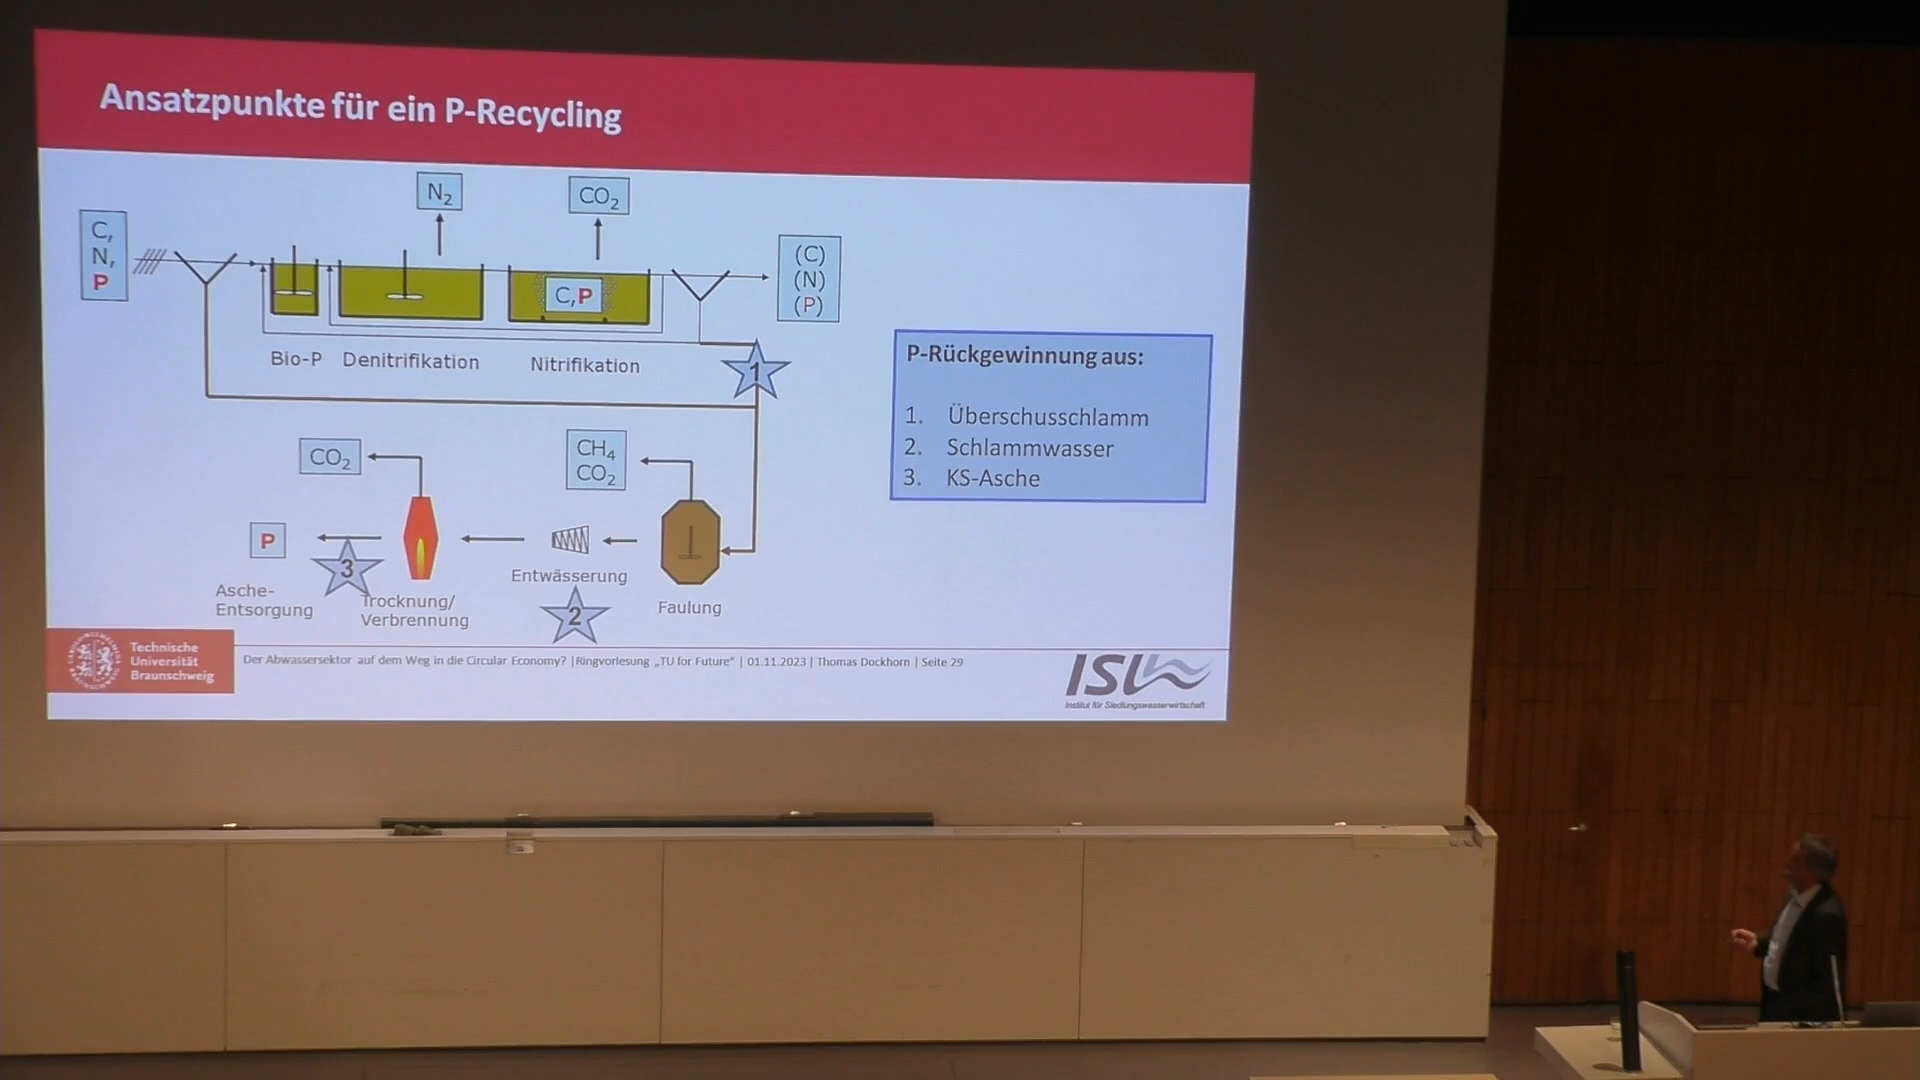 Ansatzpunkte für ein P-Recycling
N2
CO2
C,
N,
P
C,P
(C)
(N)
(P)
Bio-P
Denitrifikation
Nitrifikation
1
P-Rückgewinnung aus:
1. Überschusschlamm
2. Schlammwasser
3. KS-Asche
CO2
CH4
CO2
P
3
Asche-
Entsorgung
Trocknung/
Verbrennung
Entwässerung
2
Faulung
Technische
Universität
Braunschweig
Der Abwassersektor auf dem Weg in die Circular Economy? |Ringvorlesung „TU for Future" | 01.11.2023 | Thomas Dockhorn | Seite 29
ISW
Institut für Siedlungswasserwirtschaft